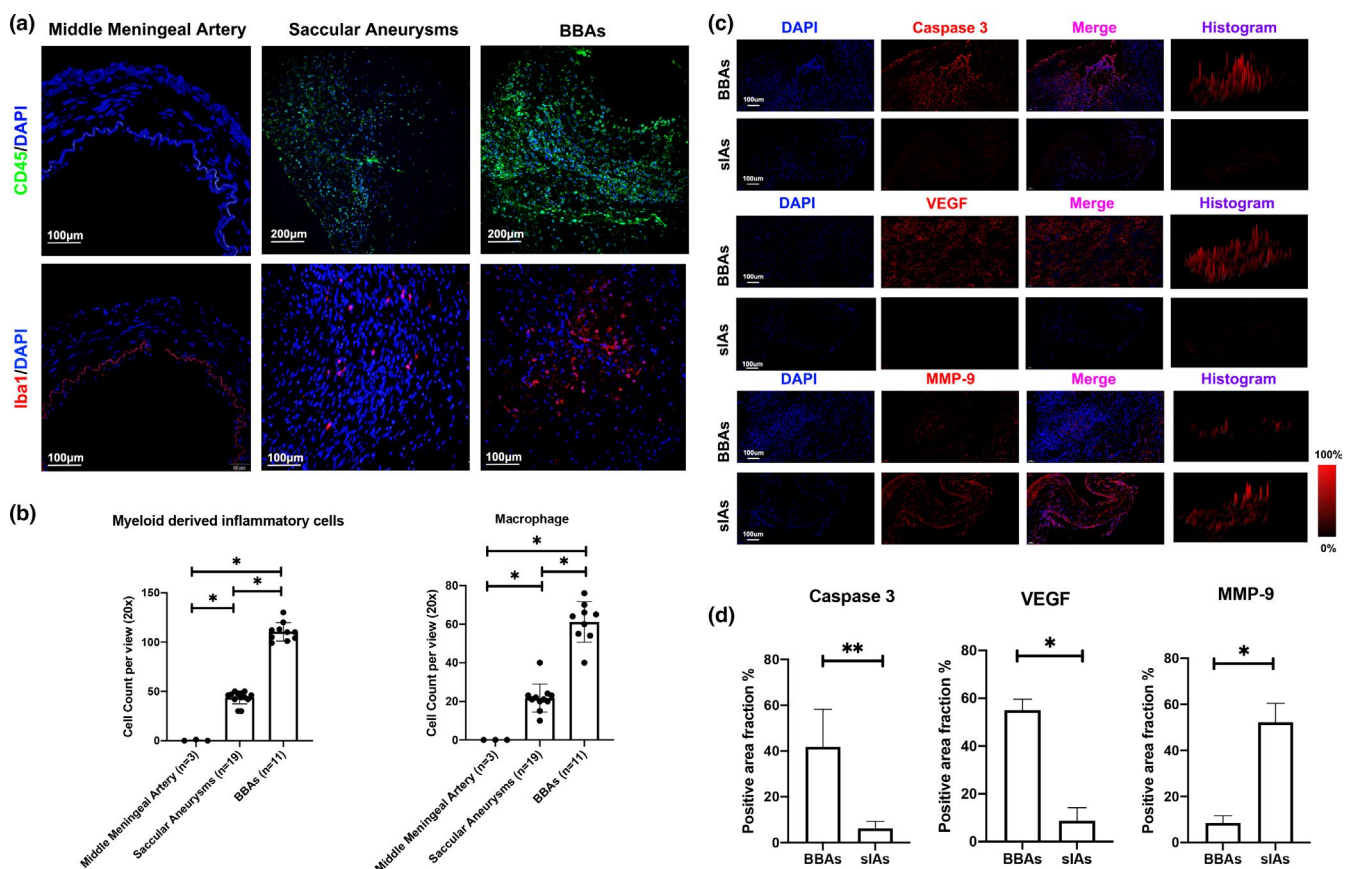 (a)
Middle Meningeal Artery
Saccular Aneurysms
BBAs
CD45/DAPI
100µm
200µm
200µm
Iba1/DAPI
100µm
100µm
100µm
(b)
Myeloid derived inflammatory cells
Cell Count per view (20x)
150
100
50
0
*
*
*
Middle Meningeal Artery (n=3)
Saccular Aneurysms (n=19)
BBAs (n=11)
Macrophage
Cell Count per view (20x)
80
60
40
20
0
*
*
*
Middle Meningeal Artery (n=3)
Saccular Aneurysms (n=19)
BBAs (n=11)
(c)
DAPI
Caspase 3
Merge
Histogram
BBAs
100um
sIAs
100um
DAPI
VEGF
Merge
Histogram
BBAs
100um
sIAs
100um
DAPI
MMP-9
Merge
Histogram
BBAs
100um
sIAs
100um
100%
0%
(d)
Caspase 3
Positive area fraction %
80
60
40
20
0
**
BBAs
sIAs
VEGF
Positive area fraction %
80
60
40
20
0
*
BBAs
sIAs
MMP-9
Positive area fraction %
80
60
40
20
0
*
BBAs
sIAs